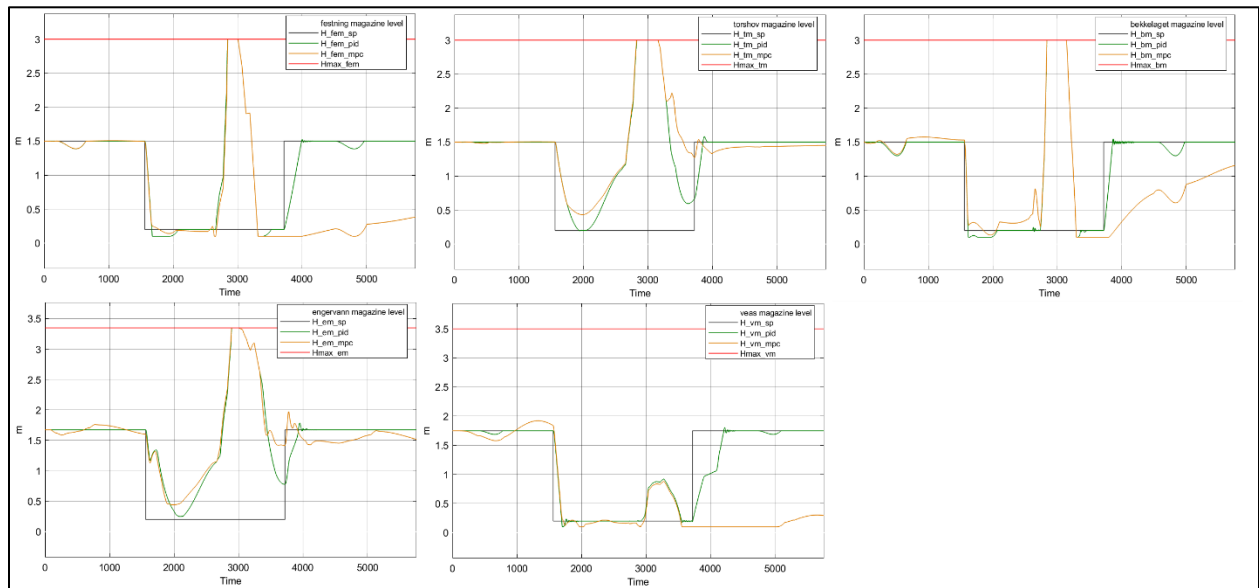 festning magazine level
H_fem_sp
H_fem_pid
H_fem_mpc
Hmax_fem
3
2.5
2
m
1.5
1
0.5
0
0 1000 2000 3000 4000 5000
Time
torshov magazine level
H_tm_sp
H_tm_pid
H_tm_mpc
Hmax_tm
3
2.5
2
m
1.5
1
0.5
0
0 1000 2000 3000 4000 5000
Time
bekkelaget magazine level
H_bm_sp
H_bm_pid
H_bm_mpc
Hmax_bm
3
2.5
2
m
1.5
1
0.5
0
0 1000 2000 3000 4000 5000
Time
engervann magazine level
H_em_sp
H_em_pid
H_em_mpc
Hmax_em
3.5
3
2.5
2
m
1.5
1
0.5
0
0 1000 2000 3000 4000 5000
Time
veas magazine level
H_vm_sp
H_vm_pid
H_vm_mpc
Hmax_vm
3.5
3
2.5
2
m
1.5
1
0.5
0
0 1000 2000 3000 4000 5000
Time